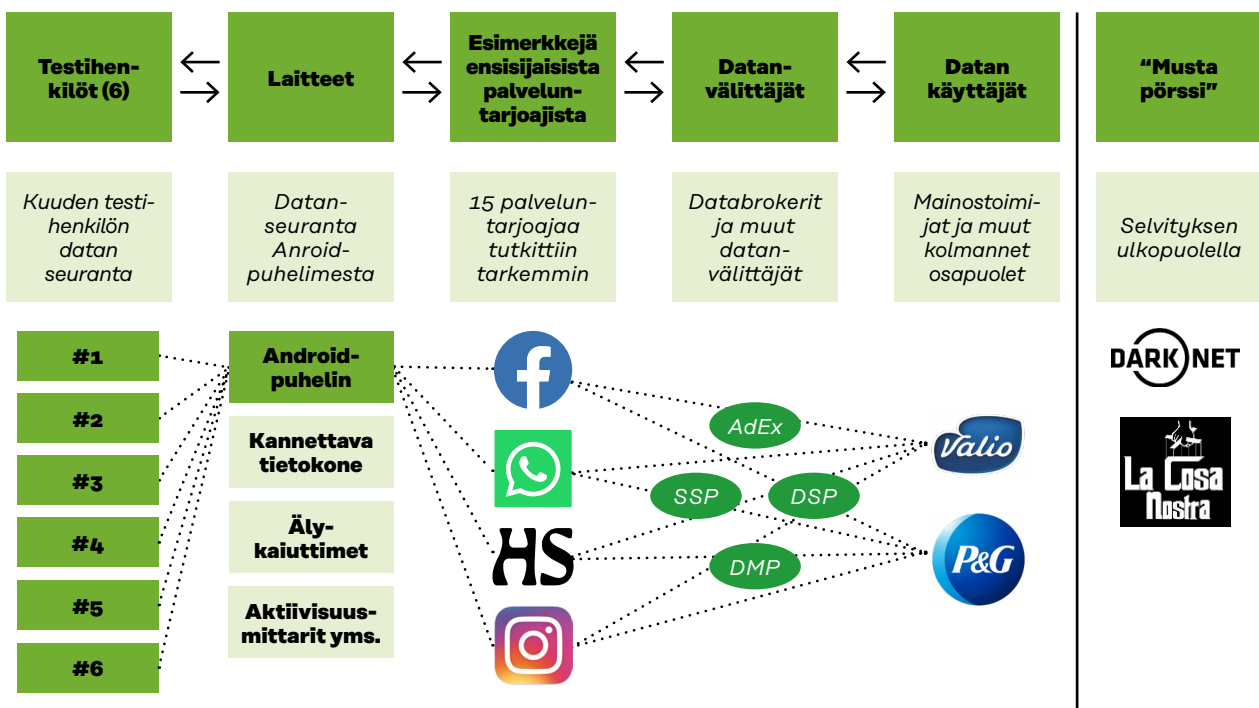 Testihen-
kilöt (6)
Laitteet
Esimerkkejä
ensisijaisista
palvelun-
tarjoajista
Datan-
välittäjät
Datan
käyttäjät
“Musta
pörssi”
Kuuden testi-
henkilön
datan
seuranta
Datan-
seuranta
Anroid-
puhelimesta
15 palvelun-
tarjoajaa
tutkittiin
tarkemmin
Databrokerit
ja muut
datan-
välittäjät
Mainostoimi-
jat ja muut
kolmannet
osapuolet
Selvityksen
ulkopuolella
#1
#2
#3
#4
#5
#6
Android-
puhelin
Kannettava
tietokone
Äly-
kaiuttimet
Aktiivisuus-
mittarit yms.
f
HS
AdEx
SSP
DSP
DMP
Valio
P&G
DARK NET
La Cosa
Nostra